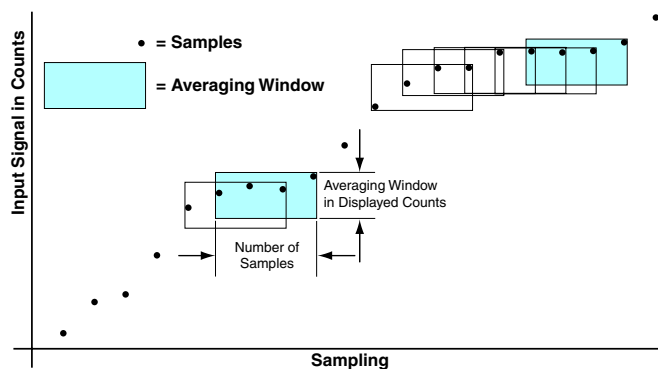 = Samples
= Averaging Window
Input Signal in Counts
Averaging Window
in Displayed Counts
Number of
Samples
Sampling